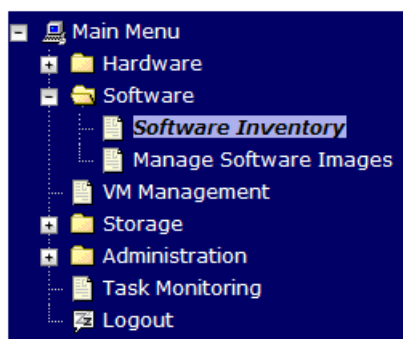 Main Menu
Hardware
Software
Software Inventory
Manage Software Images
VM Management
Storage
Administration
Task Monitoring
Logout